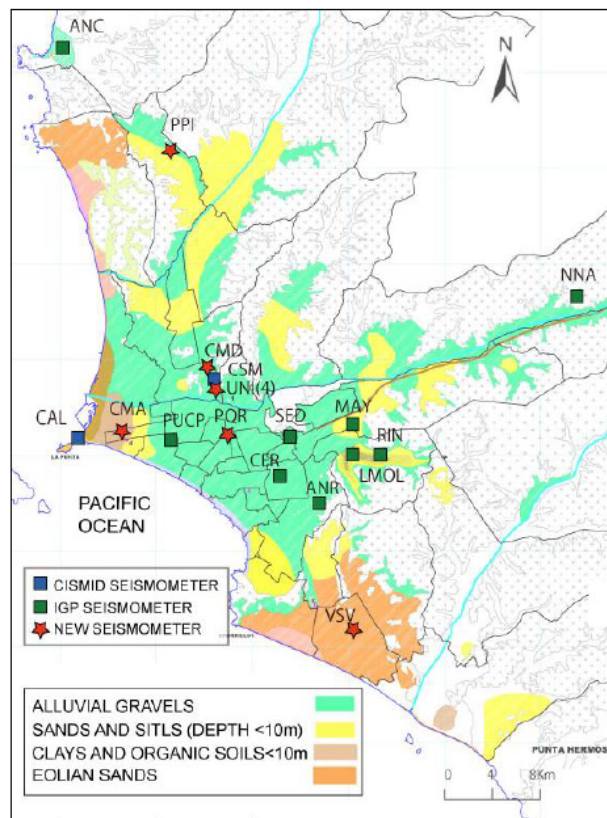 ANC
N
PPI
NNA
CMD
CSM
UNI(4)
CAL
CMA
PUCP
PQR
SED
MAY
RIN
CER
LMOL
LA PUNTA
ANR
PACIFIC
OCEAN
CISMID SEISMOMETER
IGP SEISMOMETER
NEW SEISMOMETER
VSV
ALLUVIAL GRAVELS
SANDS AND SITLS (DEPTH <10m)
CLAYS AND ORGANIC SOILS<10m
EOLIAN SANDS
PUNTA HERMOS
0 4 8Km